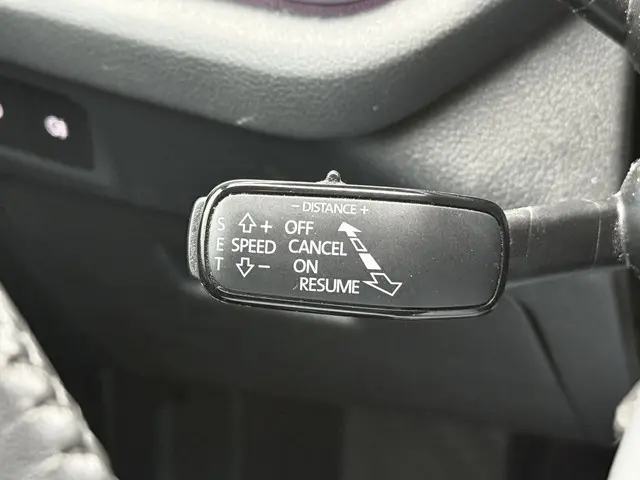 - DISTANCE +
S + OFF
E SPEED CANCEL
T - ON
RESUME